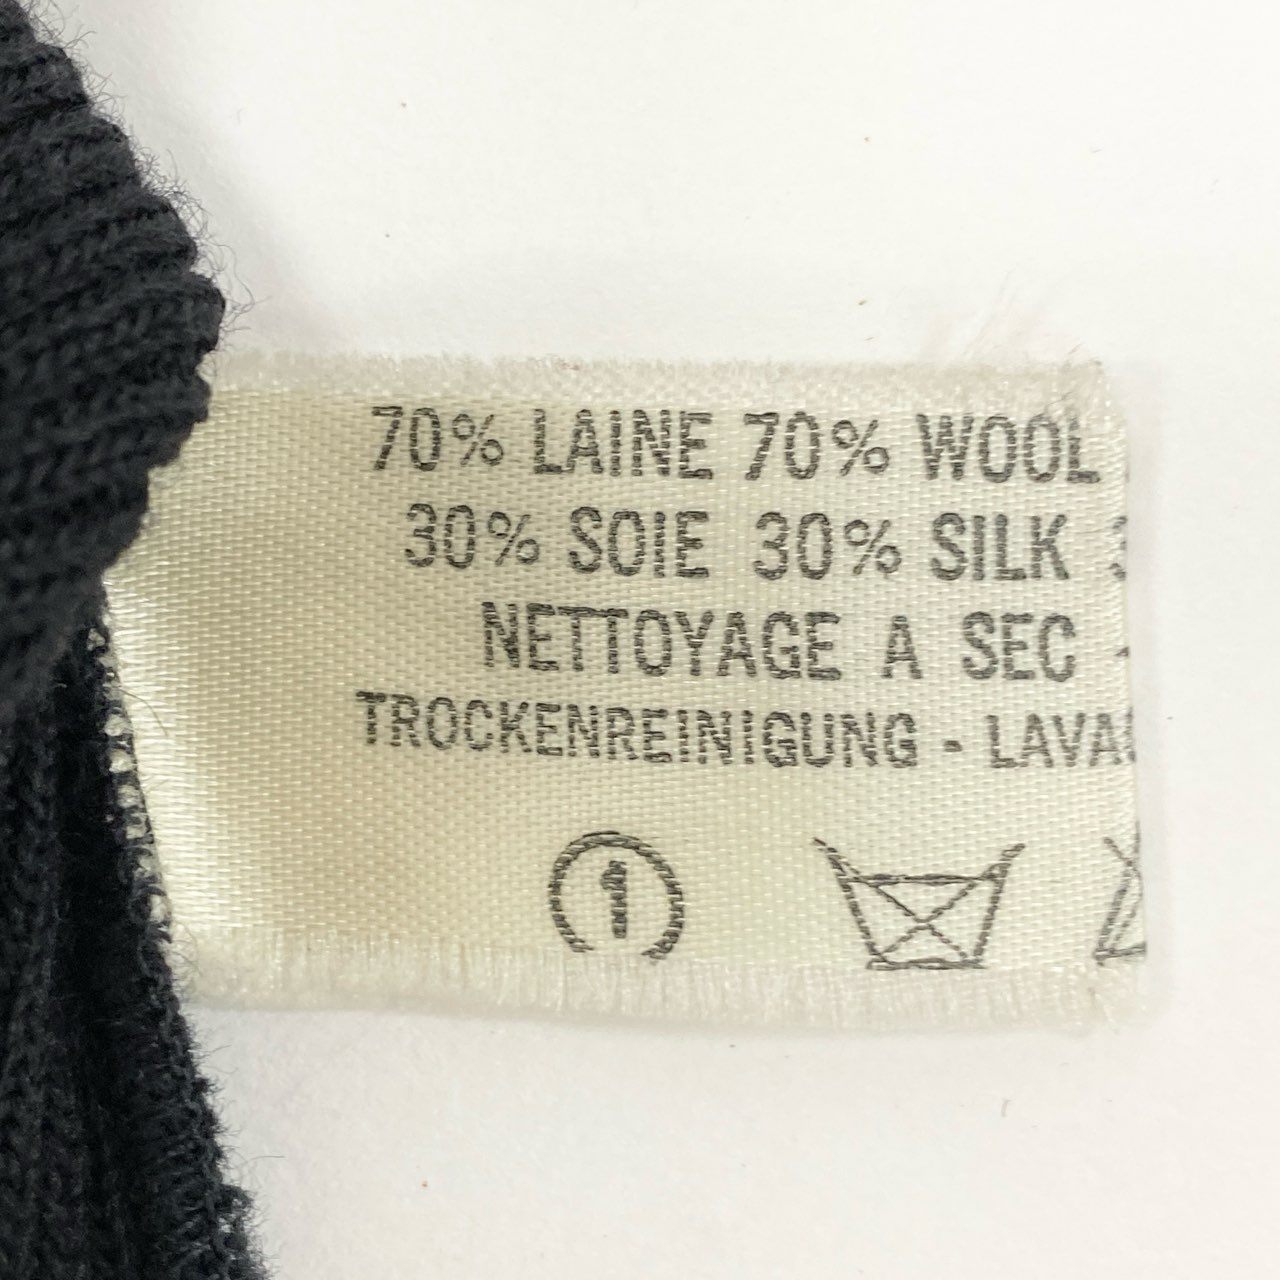 70% LAINE 70% WOOL
30% SOIE 30% SILK
NETTOYAGE A SEC
TROCKENREINIGUNG -